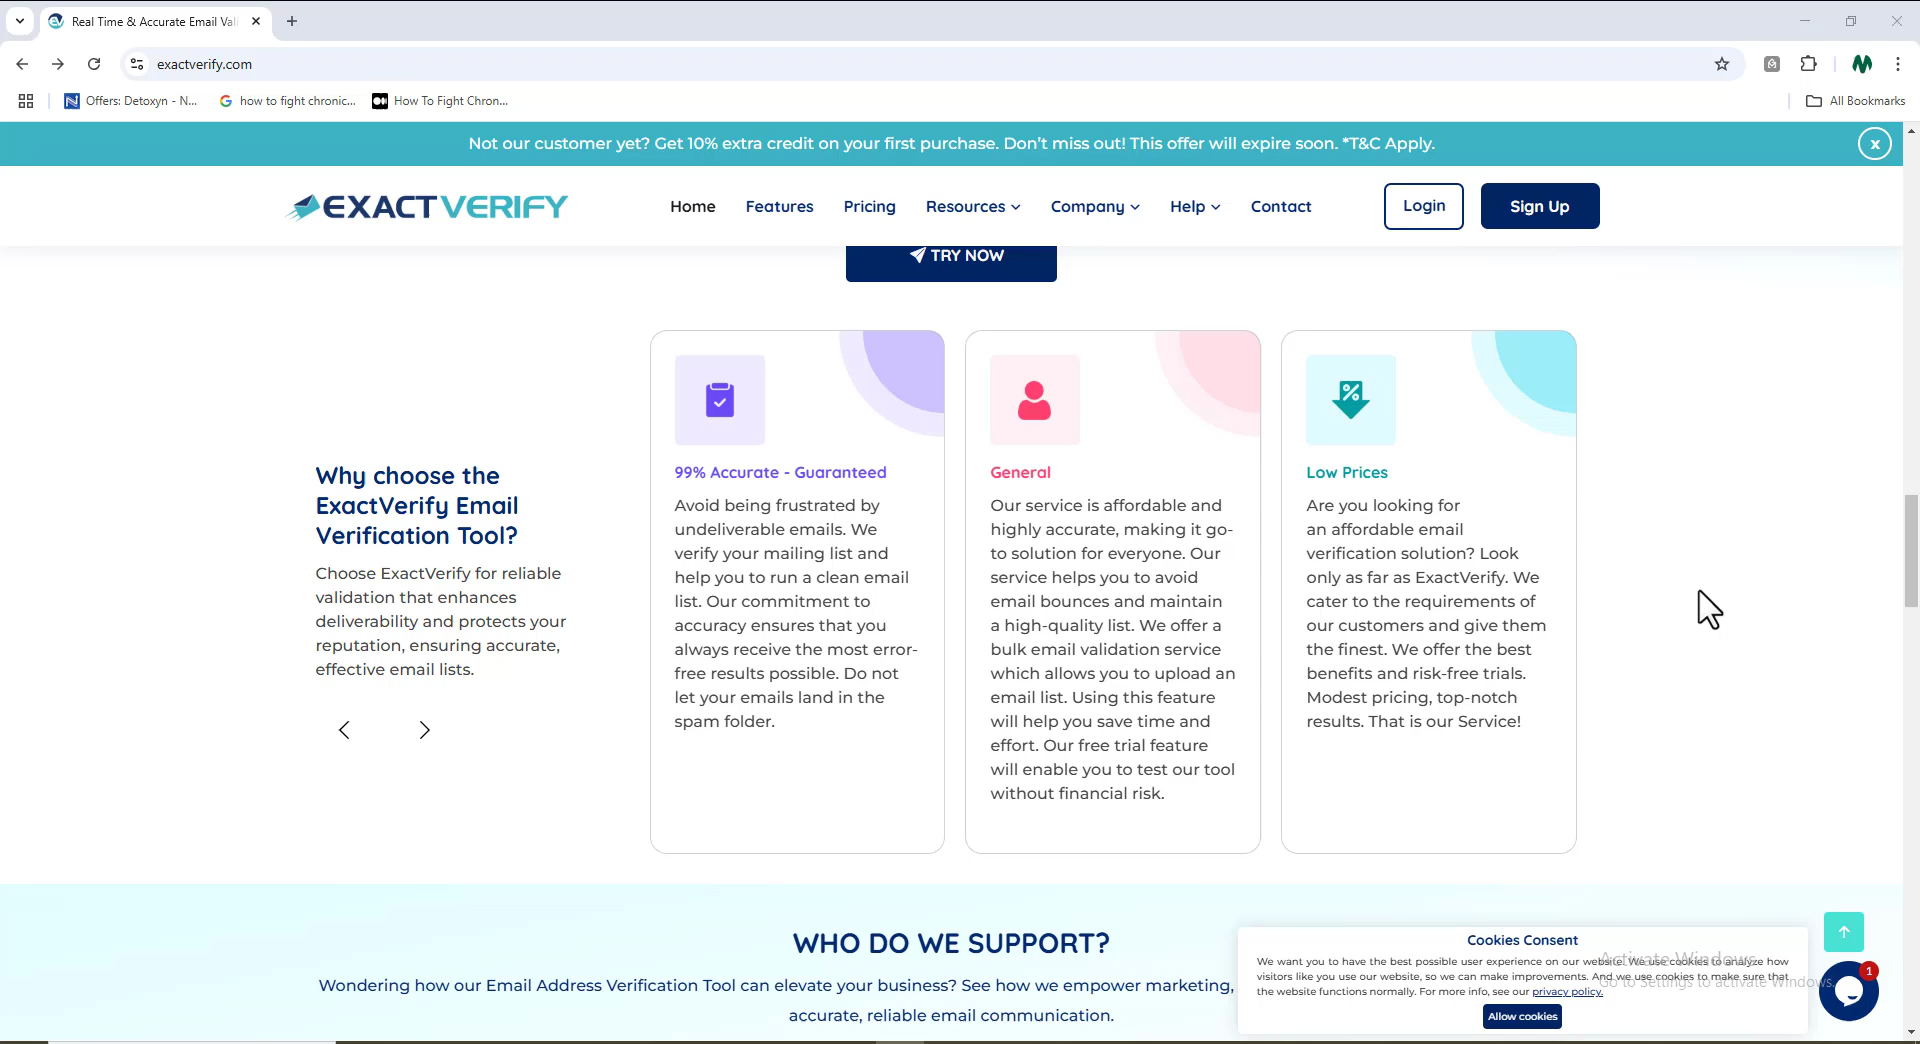 Real Time & Accurate Email Vali
exactverify.com
Offers: Detoxyn - N...
how to fight chronic...
How To Fight Chron...
All Bookmarks
Not our customer yet? Get 10% extra credit on your first purchase. Don't miss out! This offer will expire soon. *T&C Apply.
x
EXACTVERIFY
Home
Features
Pricing
Resources
Company
Help
Contact
Login
Sign Up
TRY NOW
Why choose the
ExactVerify Email
Verification Tool?
Choose ExactVerify for reliable
validation that enhances
deliverability and protects your
reputation, ensuring accurate,
effective email lists.
99% Accurate - Guaranteed
Avoid being frustrated by
undeliverable emails. We
verify your mailing list and
help you to run a clean email
list. Our commitment to
accuracy ensures that you
always receive the most error-
free results possible. Do not
let your emails land in the
spam folder.
General
Our service is affordable and
highly accurate, making it go-
to solution for everyone. Our
service helps you to avoid
email bounces and maintain
a high-quality list. We offer a
bulk email validation service
which allows you to upload an
email list. Using this feature
will help you save time and
effort. Our free trial feature
will enable you to test our tool
without financial risk.
Low Prices
Are you looking for
an affordable email
verification solution? Look
only as far as ExactVerify. We
cater to the requirements of
our customers and give them
the finest. We offer the best
benefits and risk-free trials.
Modest pricing, top-notch
results. That is our Service!
WHO DO WE SUPPORT?
Wondering how our Email Address Verification Tool can elevate your business? See how we empower marketing,
accurate, reliable email communication.
Cookies Consent
We want you to have the best possible user experience on our website. We use cookies to analyze how
visitors like you use our website, so we can make improvements. And we use cookies to make sure that
the website functions normally. For more info, see our privacy policy.
Allow cookies
Activate Windows
Go to Settings to activate Windows.
1